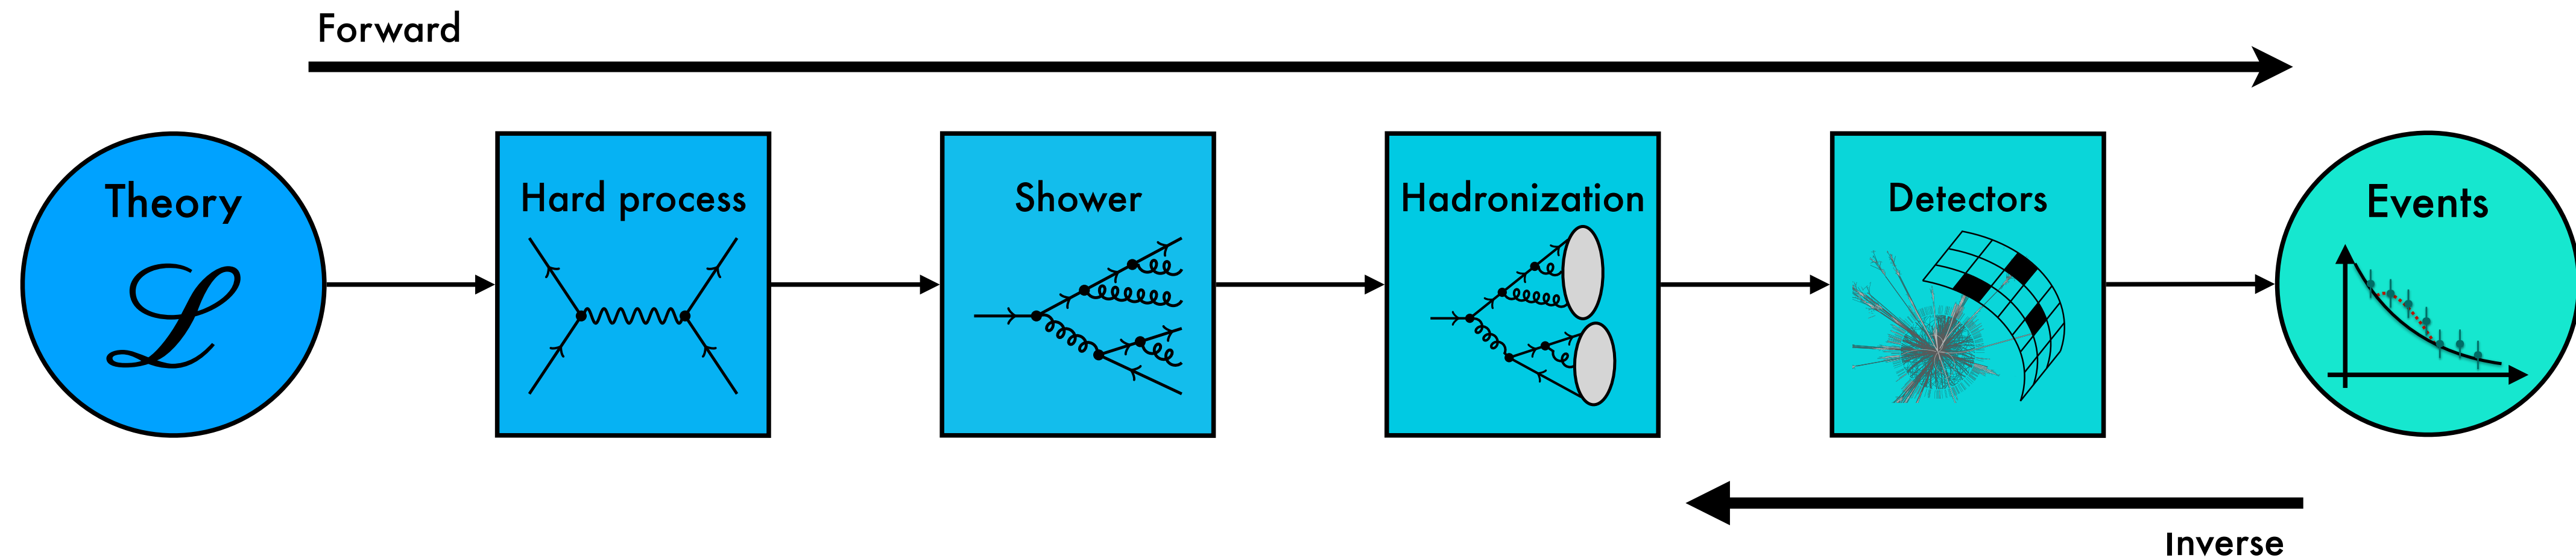 Forward
Theory
ℒ
Hard process
Shower
Hadronization
Detectors
Events
Inverse